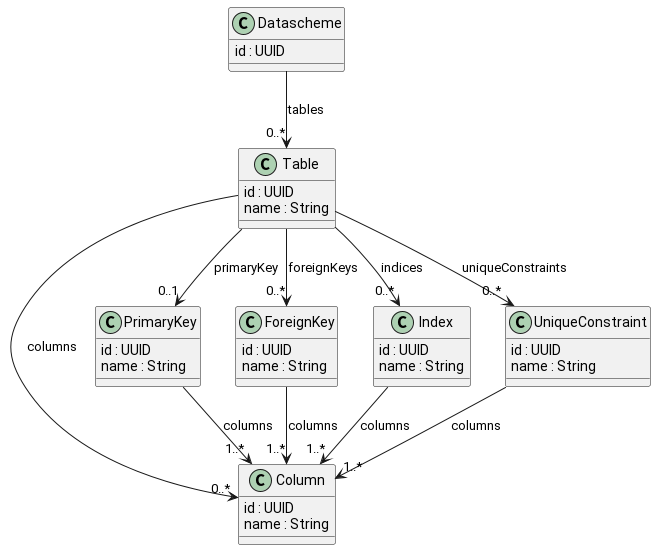 C Datascheme
id : UUID
tables
0..*
C Table
id : UUID
name : String
primaryKey
foreignKeys
indices
uniqueConstraints
0..1
0..*
0..*
0..*
C PrimaryKey
id : UUID
name : String
C ForeignKey
id : UUID
name : String
C Index
id : UUID
name : String
C UniqueConstraint
id : UUID
name : String
columns
columns
columns
columns
columns
1..*
1..*
1..*
1..*
0..*
C Column
id : UUID
name : String